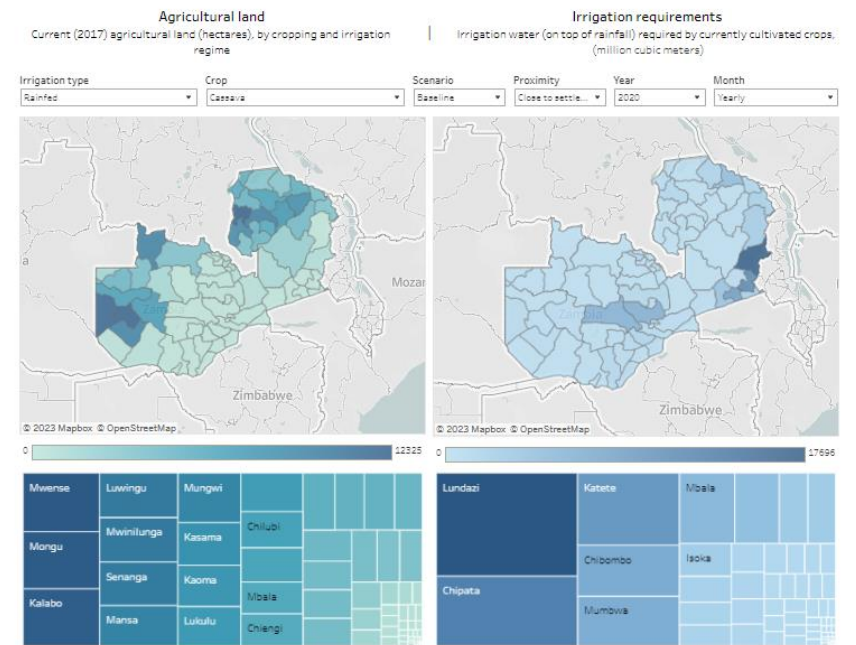 Agricultural land
Current (2017) agricultural land (hectares), by cropping and irrigation
regime
Irrigation requirements
Irrigation water (on top of rainfall) required by currently cultivated crops,
(million cubic meters)
Irrigation type
Crop
Scenario
Proximity
Year
Month
Rainfed
Cassava
Baseline
Close to settle...
2020
Yearly
a
Zambia
Mozar
Zimbabwe
© 2023 Mapbox © OpenStreetMap
Zambia
Zimbabwe
© 2023 Mapbox © OpenStreetMap
0
12325
0
17696
Mwense
Luwingu
Mungwi
Chilubi
Mwinilunga
Kasama
Mongu
Senanga
Kaoma
Mbala
Kalabo
Mansa
Lukulu
Chiengi
Lundazi
Katete
Mbala
Chibombo
Isoka
Chipata
Mumbwa